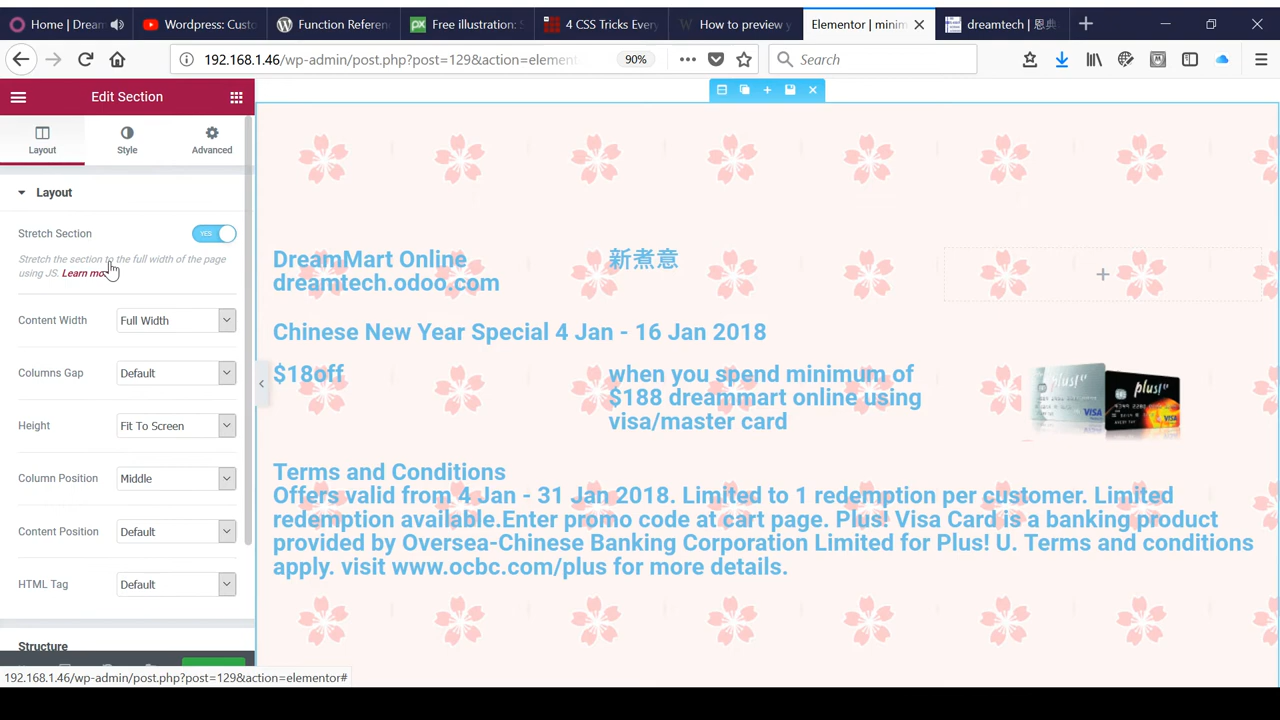 Home | Dream
Wordpress: Custo
Function Referen
Free illustration: S
4 CSS Tricks Every
How to preview y
Elementor | minim
dreamtech | 恩典
192.168.1.46/wp-admin/post.php?post=129&action=elemen
90%
Search
Edit Section
Layout
Style
Advanced
Layout
Stretch Section
YES
Stretch the section to the full width of the page
using JS. Learn mo
Content Width
Full Width
Columns Gap
Default
Height
Fit To Screen
Column Position
Middle
Content Position
Default
HTML Tag
Default
Structure
192.168.1.46/wp-admin/post.php?post=129&action=elementor#
DreamMart Online
dreamtech.odoo.com
新煮意
Chinese New Year Special 4 Jan - 16 Jan 2018
$18off
when you spend minimum of
$188 dreammart online using
visa/master card
plus!
VISA
plus!
VISA
Terms and Conditions
Offers valid from 4 Jan - 31 Jan 2018. Limited to 1 redemption per customer. Limited
redemption available.Enter promo code at cart page. Plus! Visa Card is a banking product
provided by Oversea-Chinese Banking Corporation Limited for Plus! U. Terms and conditions
apply. visit www.ocbc.com/plus for more details.